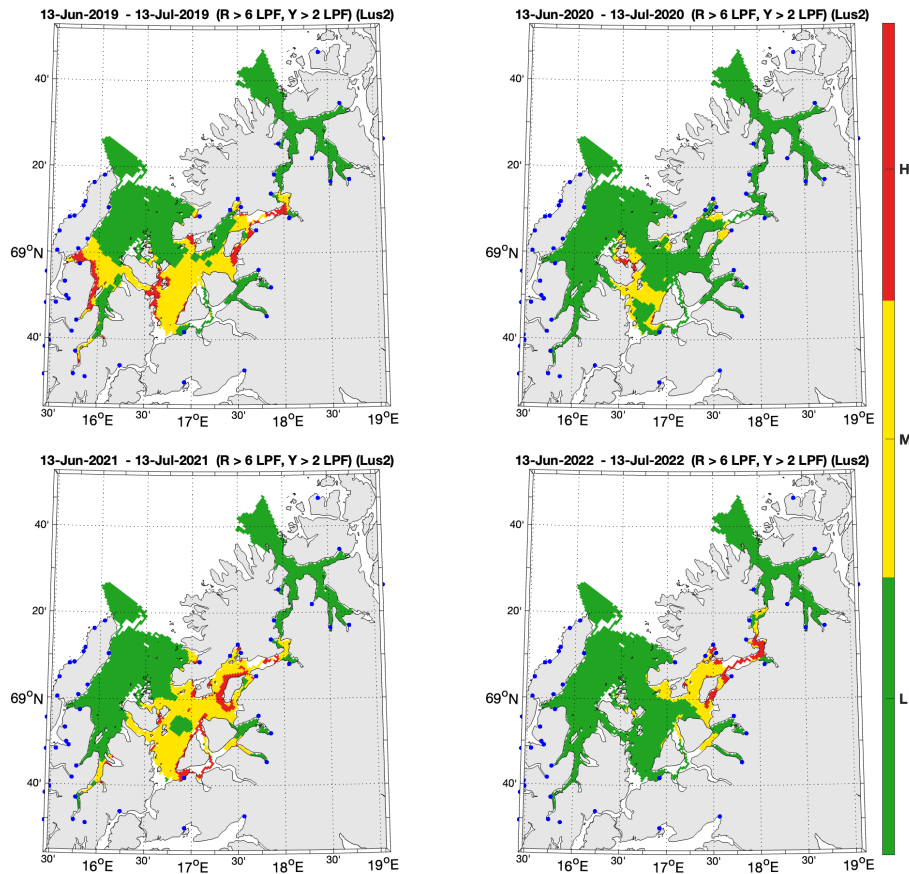 13-Jun-2019 - 13-Jul-2019 (R > 6 LPF, Y > 2 LPF) (Lus2)
40'
20'
69°N
40'
30' 16°E 30' 17°E 30' 18°E 30' 19°E
13-Jun-2020 - 13-Jul-2020 (R > 6 LPF, Y > 2 LPF) (Lus2)
40'
20'
69°N
40'
30' 16°E 30' 17°E 30' 18°E 30' 19°E
13-Jun-2021 - 13-Jul-2021 (R > 6 LPF, Y > 2 LPF) (Lus2)
40'
20'
69°N
40'
30' 16°E 30' 17°E 30' 18°E 30' 19°E
13-Jun-2022 - 13-Jul-2022 (R > 6 LPF, Y > 2 LPF) (Lus2)
40'
20'
69°N
40'
30' 16°E 30' 17°E 30' 18°E 30' 19°E
H
M
L